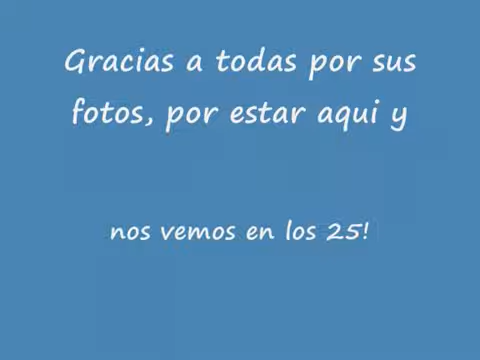 Gracias a todas por sus
fotos, por estar aqui y
nos vemos en los 25!